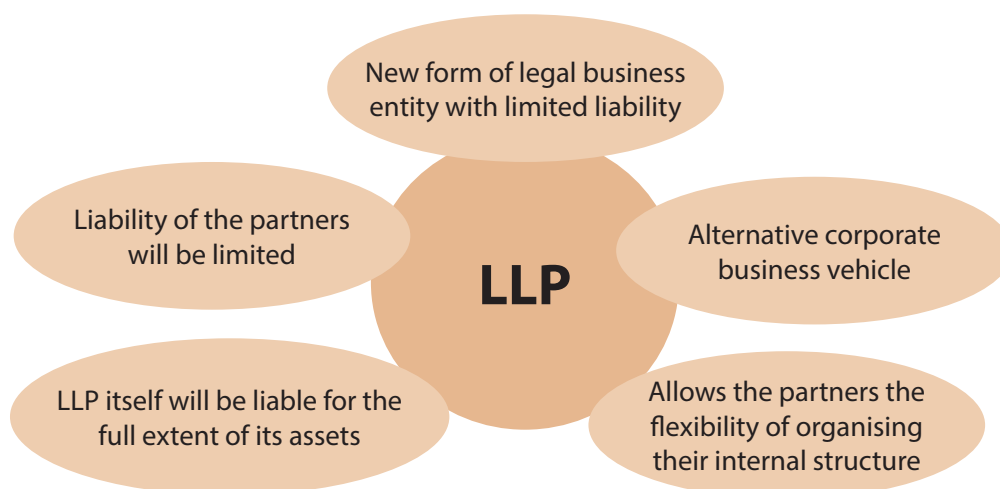 New form of legal business
entity with limited liability
Liability of the partners
will be limited
Alternative corporate
business vehicle
LLP
LLP itself will be liable for the
full extent of its assets
Allows the partners the
flexibility of organising
their internal structure